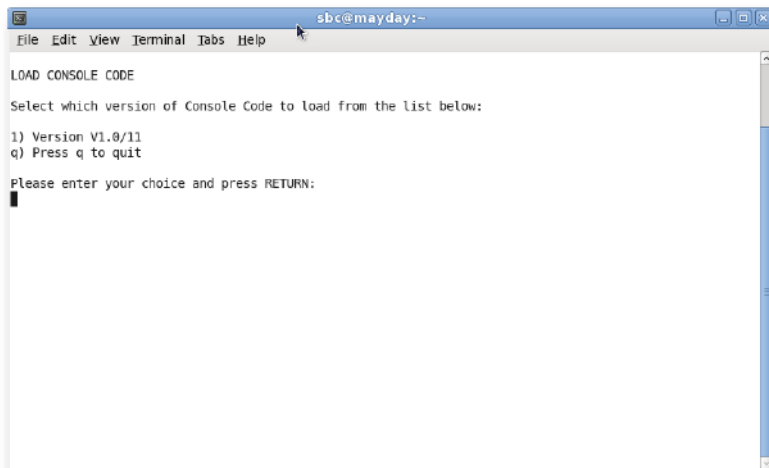 sbc@mayday:~
File Edit View Terminal Tabs Help
LOAD CONSOLE CODE
Select which version of Console Code to load from the list below:
1) Version V1.0/11
q) Press q to quit
Please enter your choice and press RETURN: